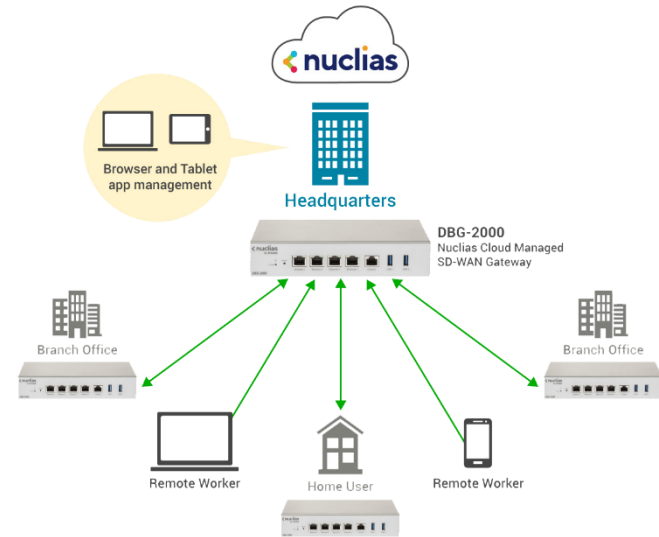 nuclias
Browser and Tablet
app management
Headquarters
DBG-2000
Nuclias Cloud Managed
SD-WAN Gateway
nuclias
Branch Office
Branch Office
Remote Worker
Home User
Remote Worker